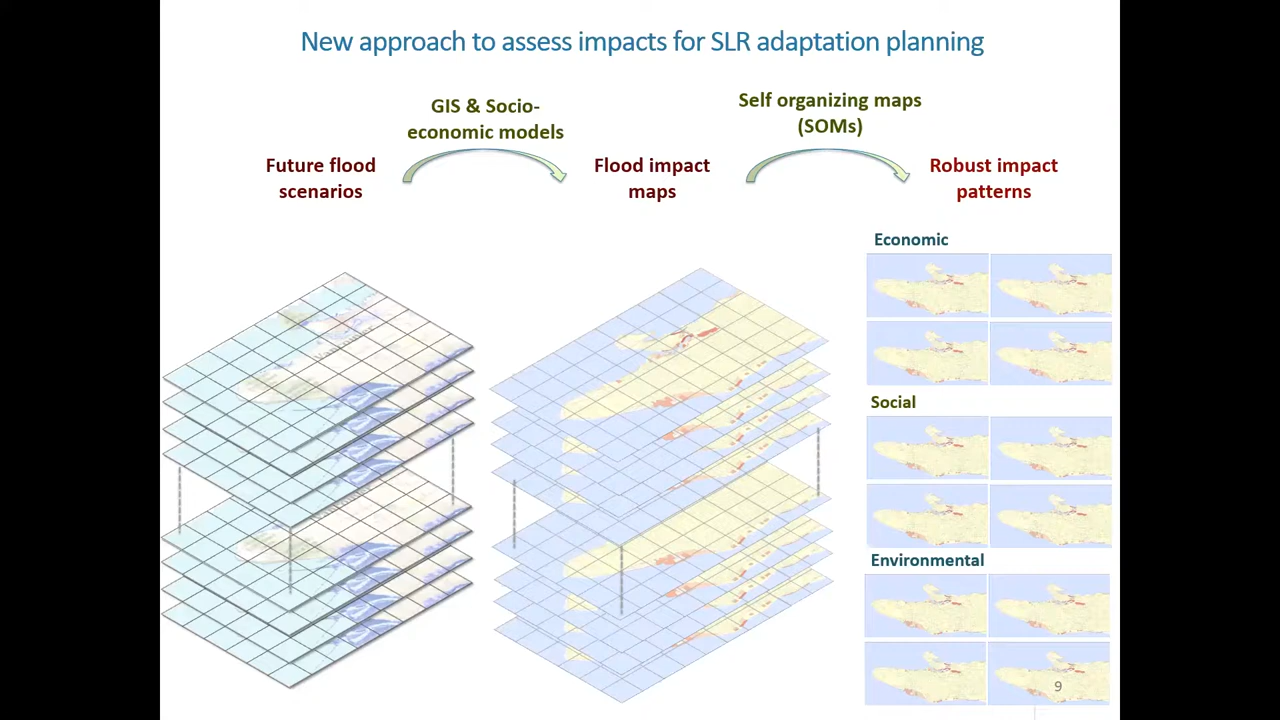 New approach to assess impacts for SLR adaptation planning
GIS & Socio-
economic models
Self organizing maps
(SOMs)
Future flood
scenarios
Flood impact
maps
Robust impact
patterns
Economic
Social
Environmental
9